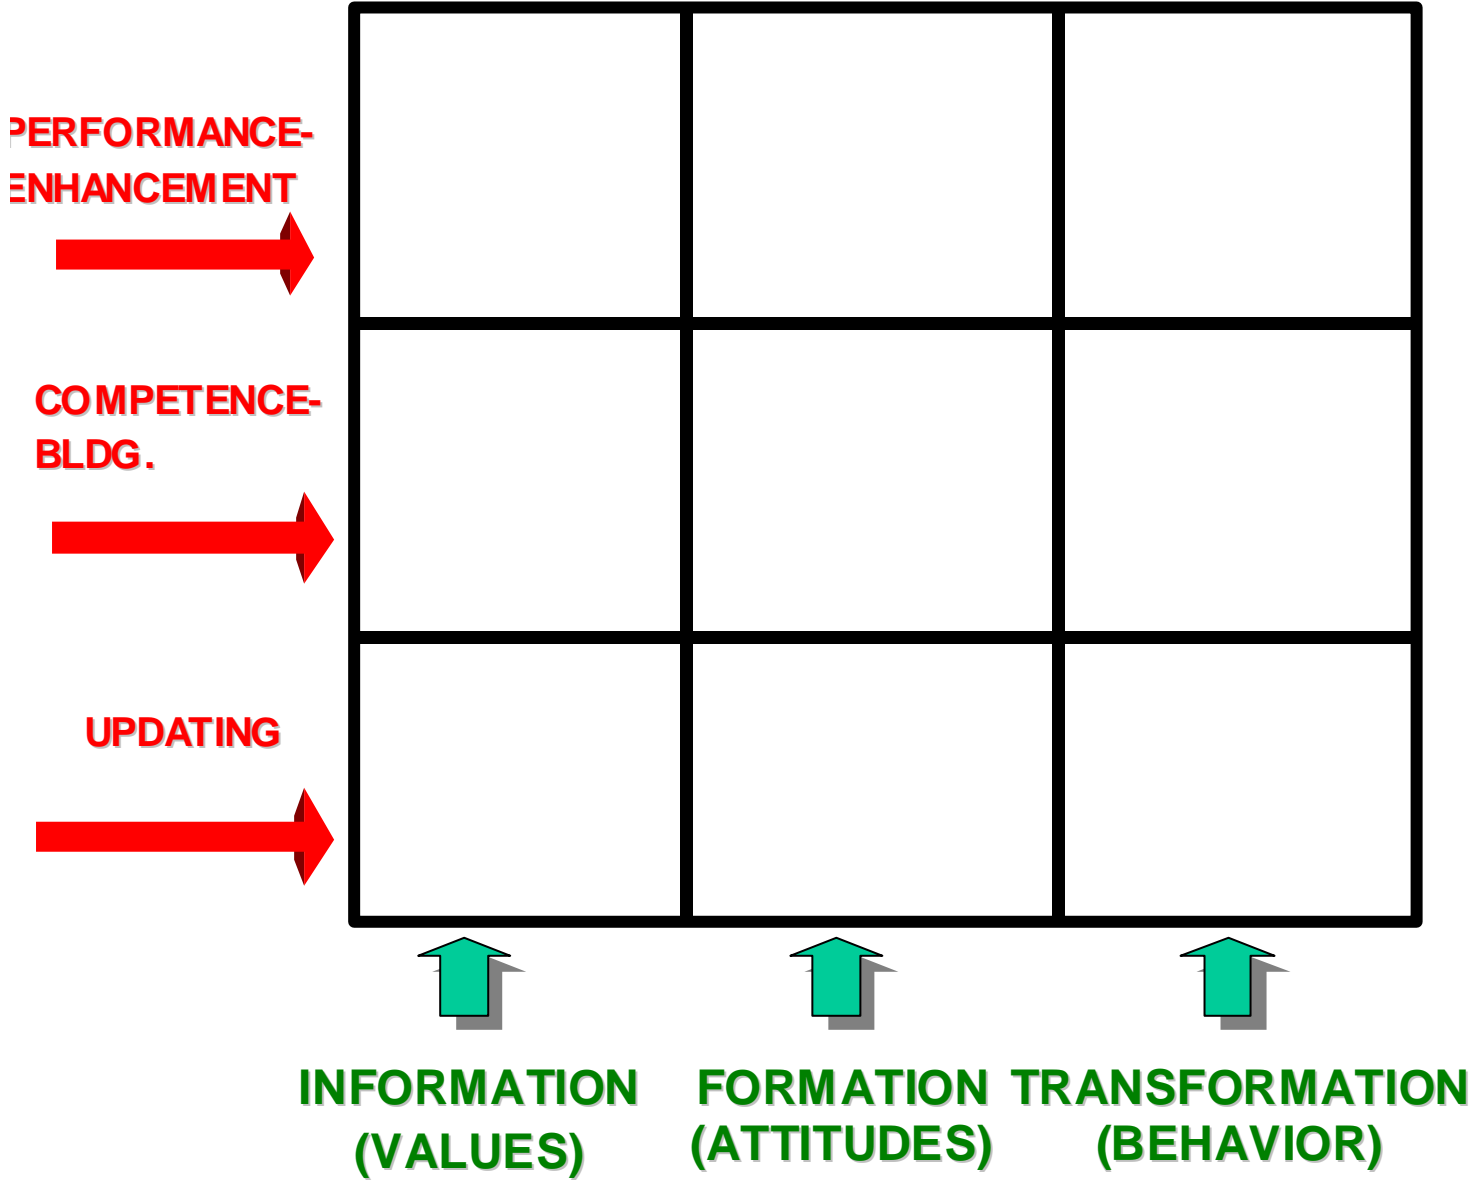 PERFORMANCE-
ENHANCEMENT
COMPETENCE-
BLDG.
UPDATING
INFORMATION
(VALUES)
FORMATION
(ATTITUDES)
TRANSFORMATION
(BEHAVIOR)